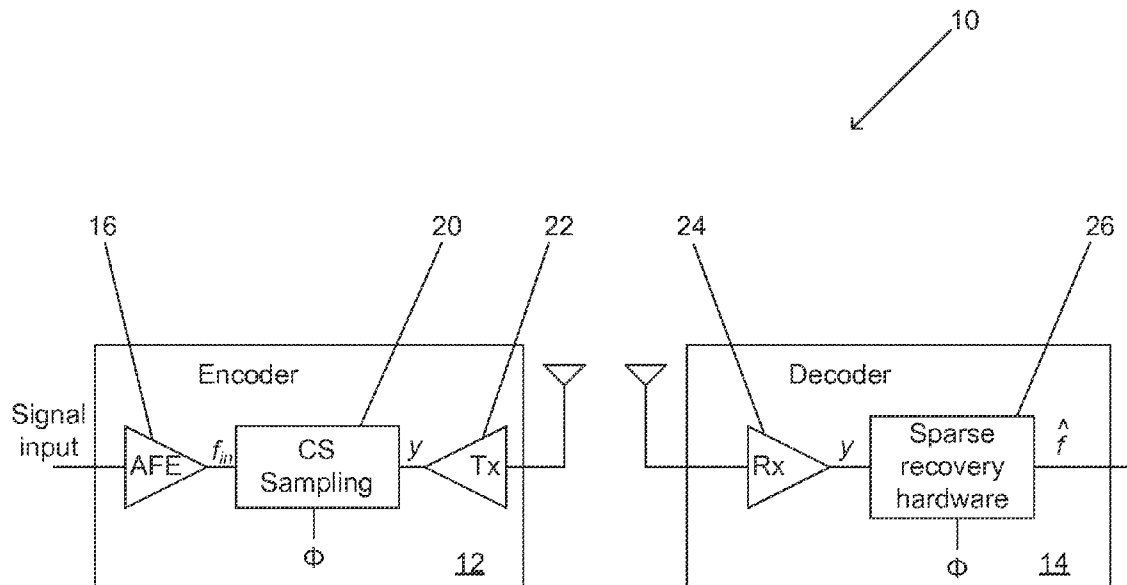 10
16
20
22
24
26
Encoder
Decoder
Signal
input
AFE
f_in
CS
Sampling
y
Tx
Φ
12
Rx
y
Sparse
recovery
hardware
f̂
Φ
14